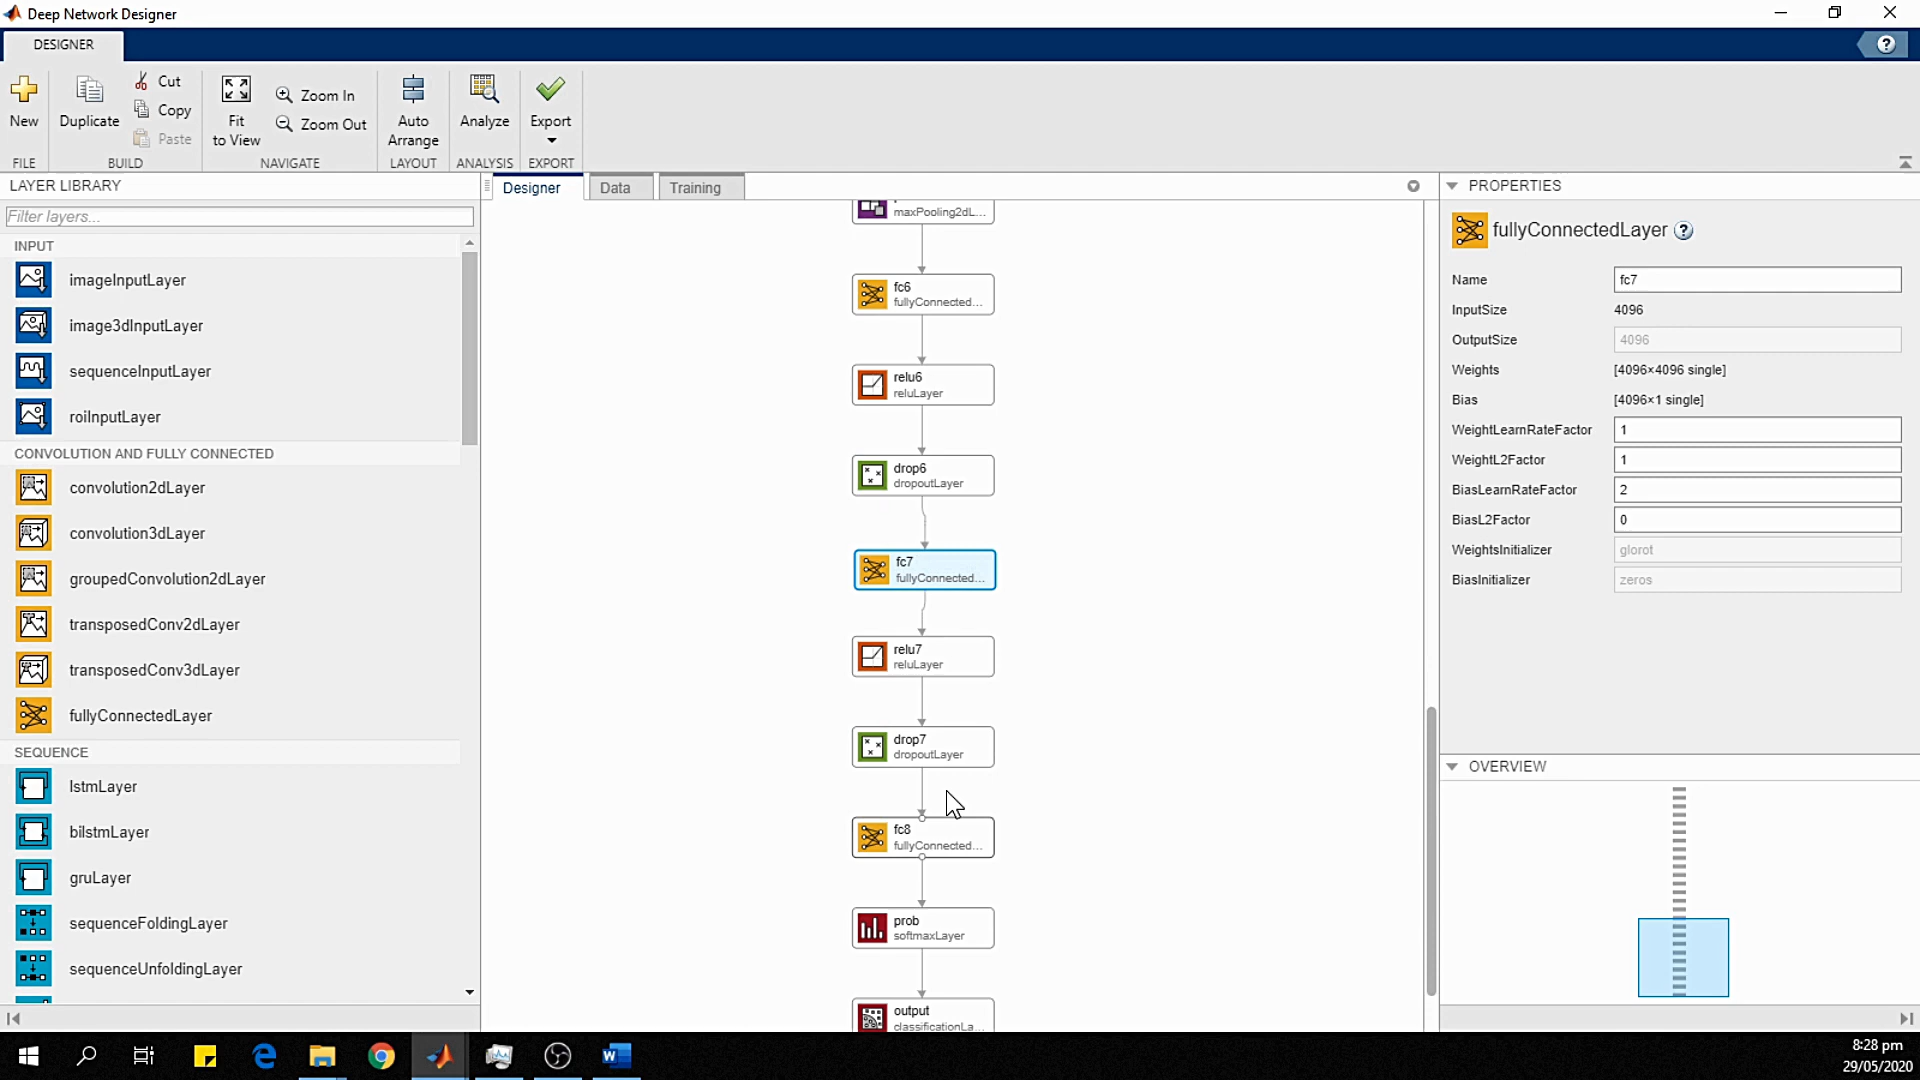 Deep Network Designer
DESIGNER
New
Duplicate
Cut
Copy
Paste
Fit
to View
Zoom In
Zoom Out
Auto
Arrange
Analyze
Export
FILE
BUILD
NAVIGATE
LAYOUT
ANALYSIS
EXPORT
LAYER LIBRARY
Filter layers...
INPUT
imageInputLayer
image3dInputLayer
sequenceInputLayer
roiInputLayer
CONVOLUTION AND FULLY CONNECTED
convolution2dLayer
convolution3dLayer
groupedConvolution2dLayer
transposedConv2dLayer
transposedConv3dLayer
fullyConnectedLayer
SEQUENCE
lstmLayer
bilstmLayer
gruLayer
sequenceFoldingLayer
sequenceUnfoldingLayer
Designer
Data
Training
maxPooling2dL...
fc6
fullyConnected...
relu6
reluLayer
drop6
dropoutLayer
fc7
fullyConnected...
relu7
reluLayer
drop7
dropoutLayer
fc8
fullyConnected...
prob
softmaxLayer
output
classificationLa...
PROPERTIES
fullyConnectedLayer ?
Name fc7
InputSize 4096
OutputSize 4096
Weights [4096×4096 single]
Bias [4096×1 single]
WeightLearnRateFactor 1
WeightL2Factor 1
BiasLearnRateFactor 2
BiasL2Factor 0
WeightsInitializer glorot
BiasInitializer zeros
OVERVIEW
8:28 pm
29/05/2020